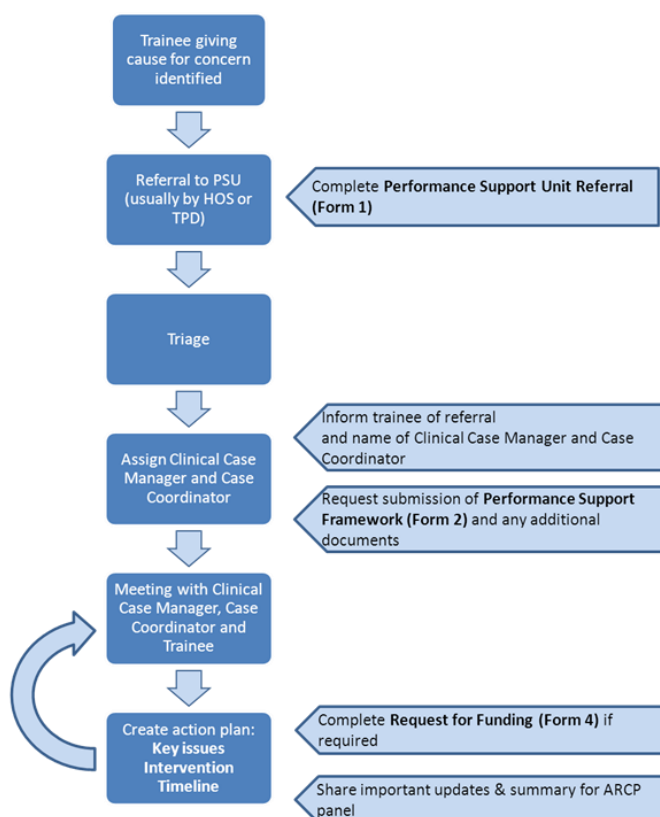 Trainee giving
cause for concern
identified
Referral to PSU
(usually by HOS or
TPD)
Complete Performance Support Unit Referral
(Form 1)
Triage
Inform trainee of referral
and name of Clinical Case Manager and Case
Coordinator
Assign Clinical Case
Manager and Case
Coordinator
Request submission of Performance Support
Framework (Form 2) and any additional
documents
Meeting with Clinical
Case Manager, Case
Coordinator and
Trainee
Create action plan:
Key issues
Intervention
Timeline
Complete Request for Funding (Form 4) if
required
Share important updates & summary for ARCP
panel